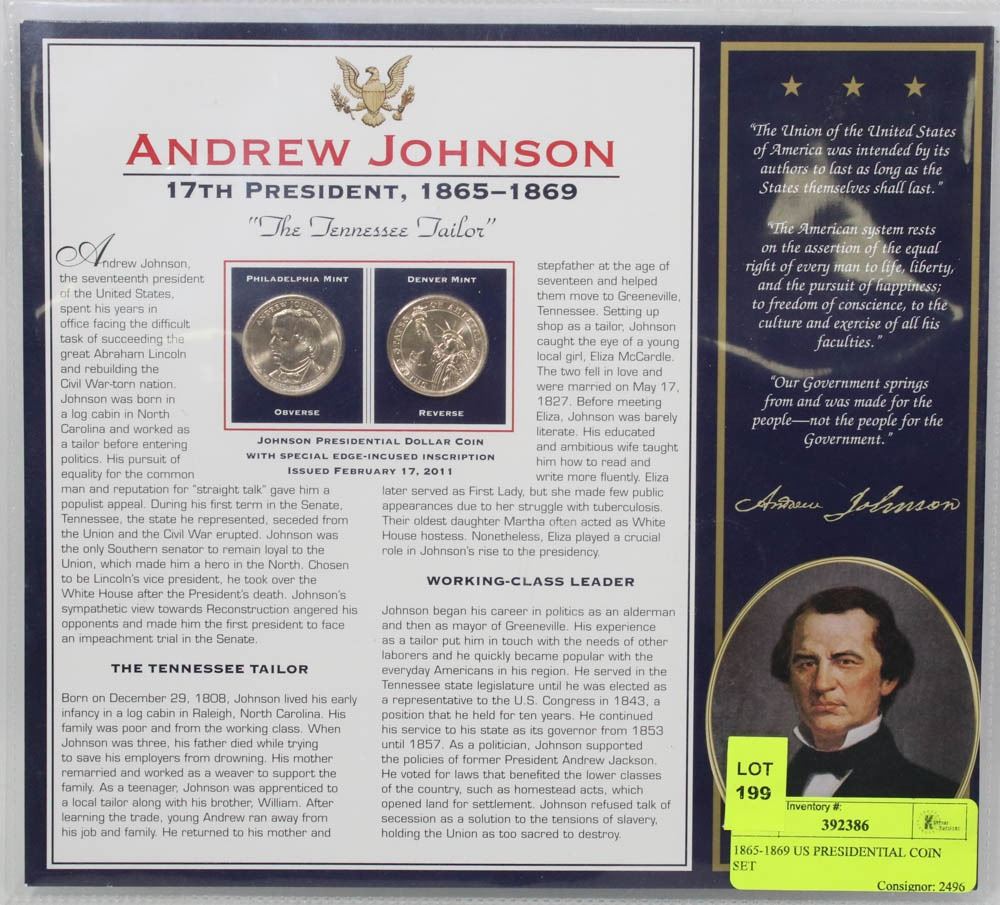 ANDREW JOHNSON
17TH PRESIDENT, 1865–1869
"The Tennessee Tailor"
Andrew Johnson,
the seventeenth president
of the United States,
spent his years in
office facing the difficult
task of succeeding the
great Abraham Lincoln
and rebuilding the
Civil War-torn nation.
Johnson was born in
a log cabin in North
Carolina and worked as
a tailor before entering
politics. His pursuit of
equality for the common
man and reputation for "straight talk" gave him a
populist appeal. During his first term in the Senate,
Tennessee, the state he represented, seceded from
the Union and the Civil War erupted. Johnson was
the only Southern senator to remain loyal to the
Union, which made him a hero in the North. Chosen
to be Lincoln's vice president, he took over the
White House after the President's death. Johnson's
sympathetic view towards Reconstruction angered his
opponents and made him the first president to face
an impeachment trial in the Senate.
THE TENNESSEE TAILOR
Born on December 29, 1808, Johnson lived his early
infancy in a log cabin in Raleigh, North Carolina. His
family was poor and from the working class. When
Johnson was three, his father died while trying
to save his employers from drowning. His mother
remarried and worked as a weaver to support the
family. As a teenager, Johnson was apprenticed to
a local tailor along with his brother, William. After
learning the trade, young Andrew ran away from
his job and family. He returned to his mother and
PHILADELPHIA MINT
ANDREW JOHNSON
OBVERSE
DENVER MINT
UNITED STATES OF AMERICA
REVERSE
JOHNSON PRESIDENTIAL DOLLAR COIN
WITH SPECIAL EDGE-INCUSED INSCRIPTION
ISSUED FEBRUARY 17, 2011
stepfather at the age of
seventeen and helped
them move to Greeneville,
Tennessee. Setting up
shop as a tailor, Johnson
caught the eye of a young
local girl, Eliza McCardle.
The two fell in love and
were married on May 17,
1827. Before meeting
Eliza, Johnson was barely
literate. His educated
and ambitious wife taught
him how to read and
write more fluently. Eliza
later served as First Lady, but she made few public
appearances due to her struggle with tuberculosis.
Their oldest daughter Martha often acted as White
House hostess. Nonetheless, Eliza played a crucial
role in Johnson's rise to the presidency.
WORKING-CLASS LEADER
Johnson began his career in politics as an alderman
and then as mayor of Greeneville. His experience
as a tailor put him in touch with the needs of other
laborers and he quickly became popular with the
everyday Americans in his region. He served in the
Tennessee state legislature until he was elected as
a representative to the U.S. Congress in 1843, a
position that he held for ten years. He continued
his service to his state as its governor from 1853
until 1857. As a politician, Johnson supported
the policies of former President Andrew Jackson.
He voted for laws that benefited the lower classes
of the country, such as homestead acts, which
opened land for settlement. Johnson refused talk of
secession as a solution to the tensions of slavery,
holding the Union as too sacred to destroy.
"The Union of the United States
of America was intended by its
authors to last as long as the
States themselves shall last."
"The American system rests
on the assertion of the equal
right of every man to life, liberty,
and the pursuit of happiness;
to freedom of conscience, to the
culture and exercise of all his
faculties."
"Our Government springs
from and was made for the
people—not the people for the
Government."
Andrew Johnson
LOT
199
Inventory #:
392386
1865-1869 US PRESIDENTIAL COIN
SET
Consignor: 2496